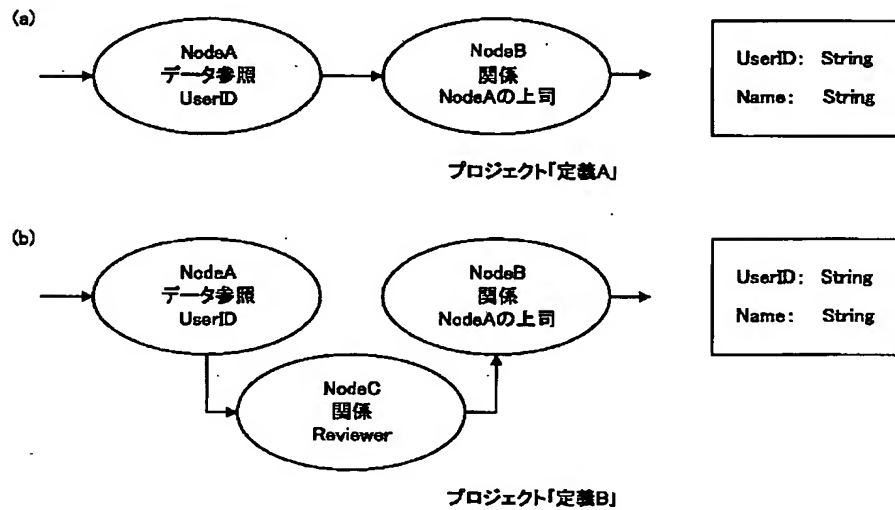 (a)
NodeA
データ参照
UserID
NodeB
関係
NodeAの上司
UserID: String
Name: String
プロジェクト「定義A」
(b)
NodeA
データ参照
UserID
NodeB
関係
NodeAの上司
UserID: String
Name: String
NodeC
関係
Reviewer
プロジェクト「定義B」